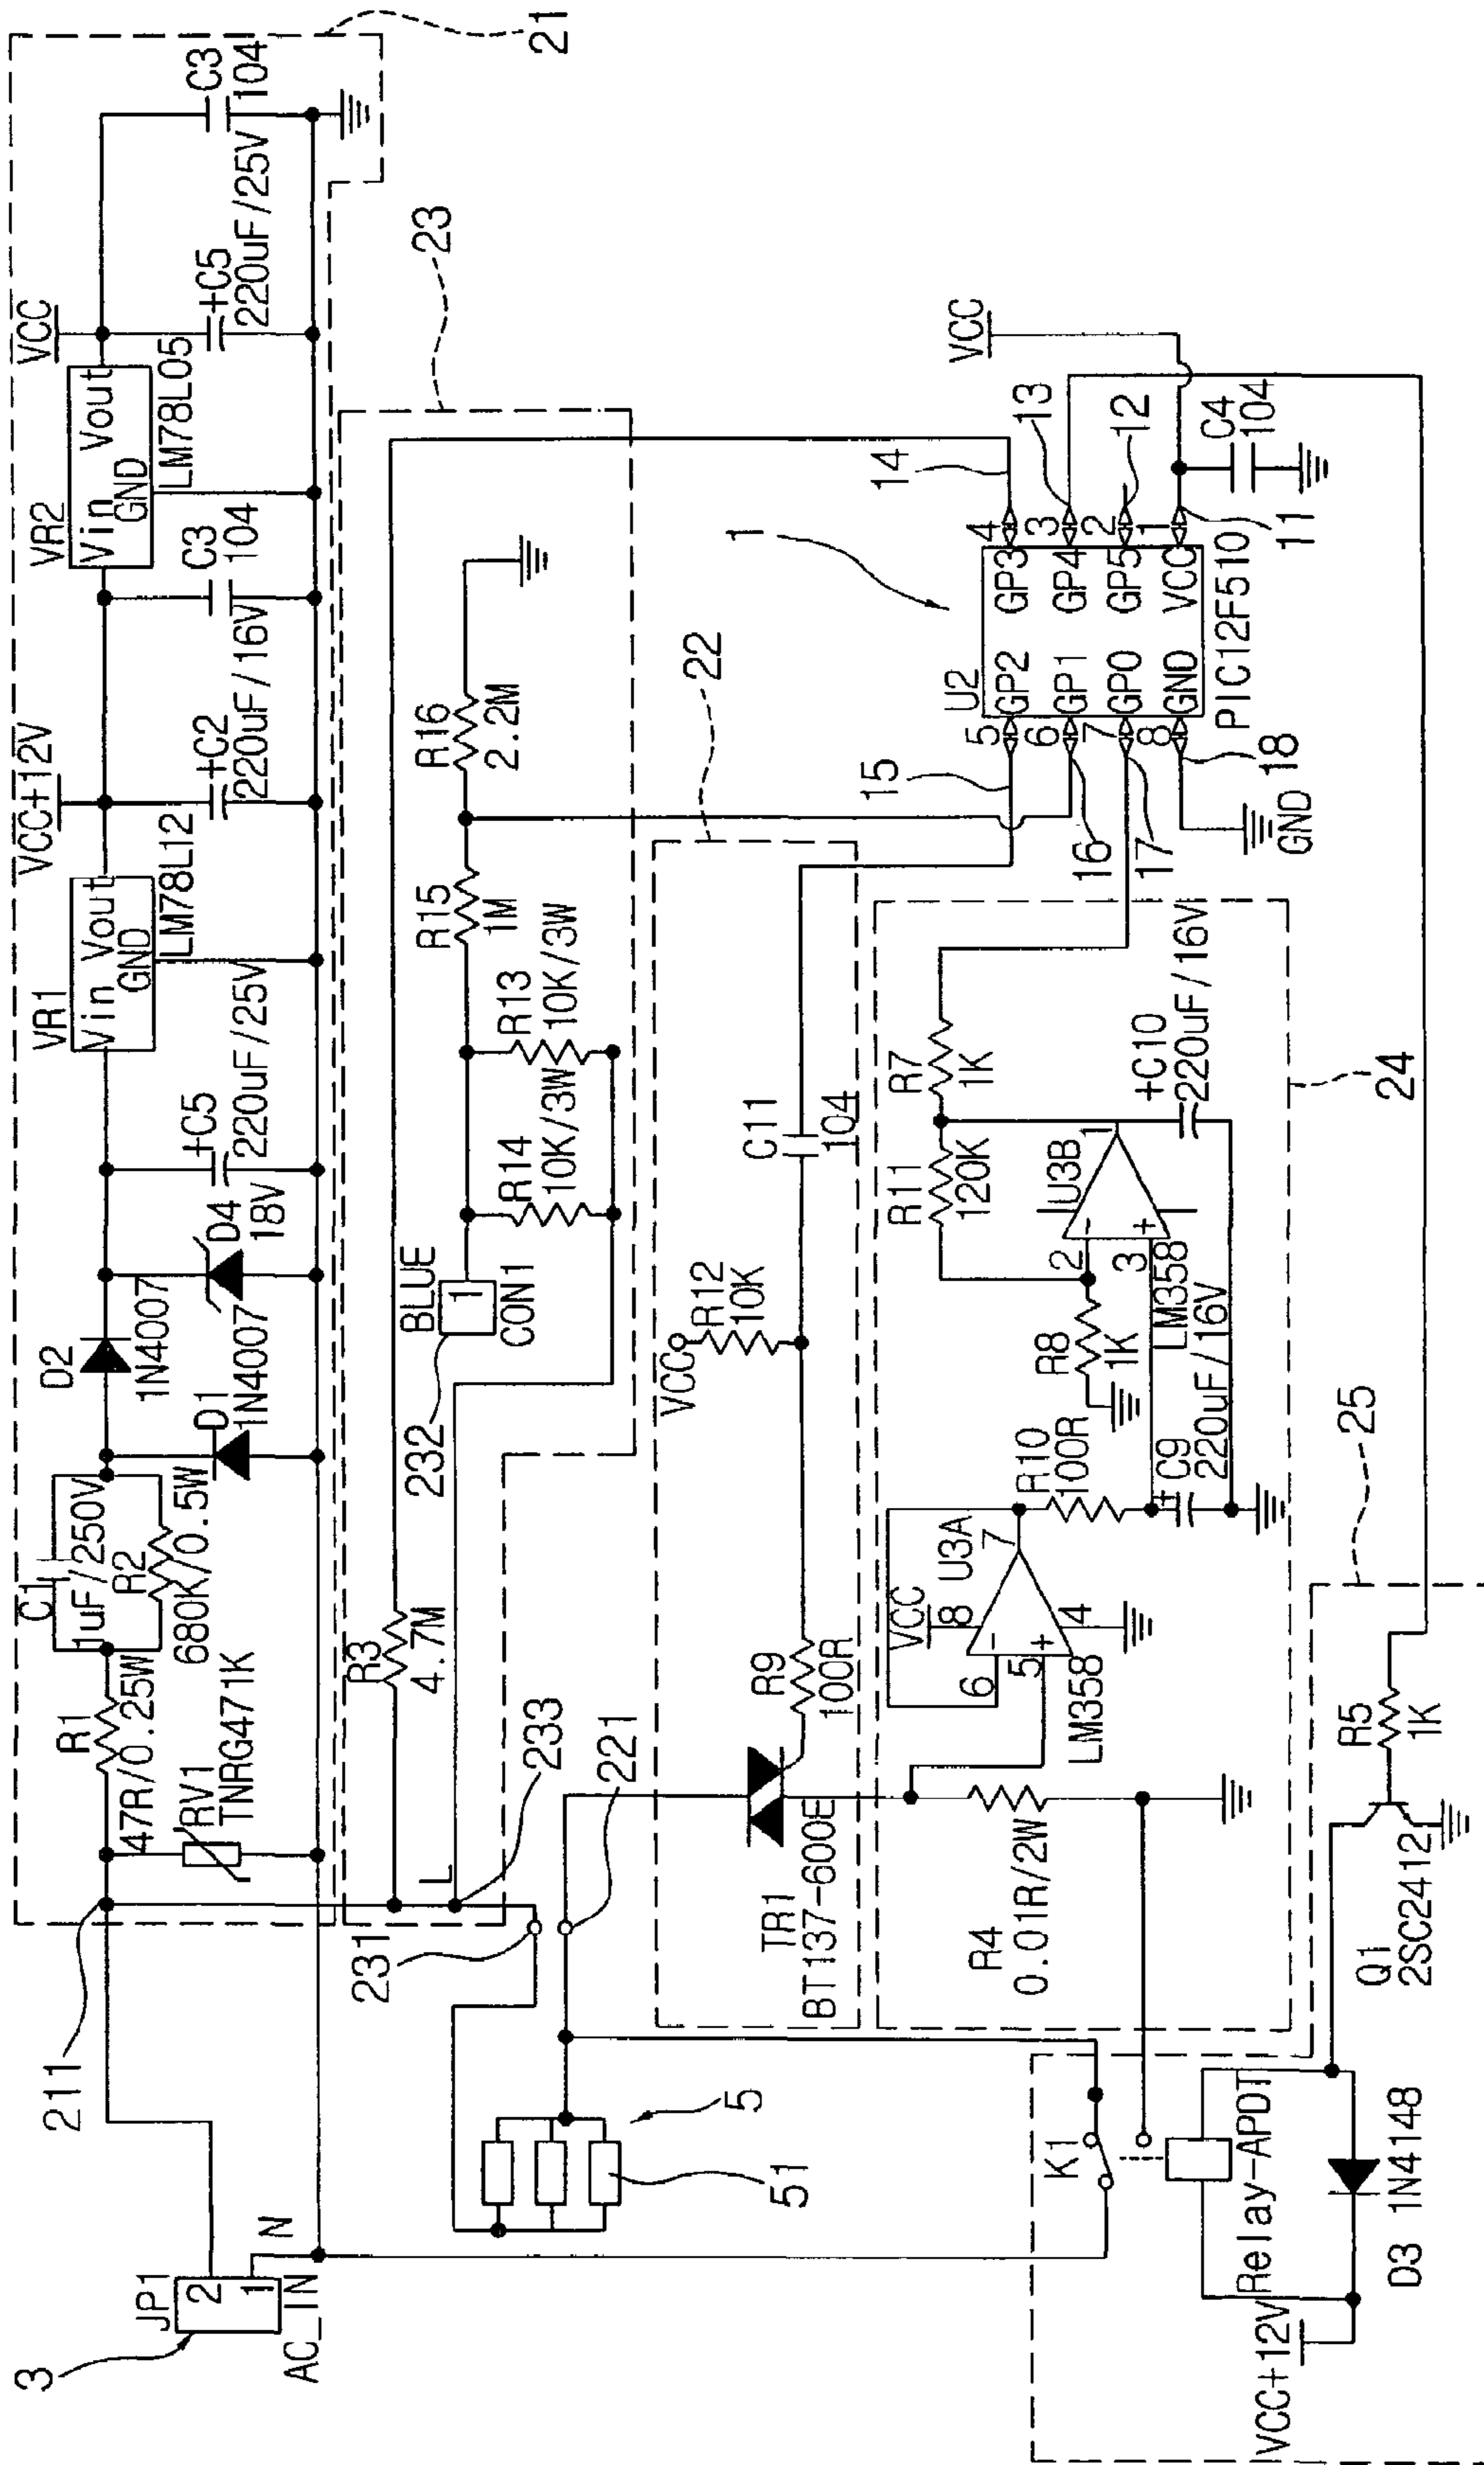 JP1
2
1
N
AC_IN
3
211
RV1
TNRG471K
R1
47R/0.25W
C1
1uF/250V
R2
680K/0.5W
D1
1N4007
D2
1N4007
D4
18V
+C5
220uF/25V
VR1
Vin Vout
GND
LM78L12
VCC+12V
+C2
220uF/16V
C3
104
VR2
Vin Vout
GND
LM78L05
VCC
+C5
220uF/25V
C3
104
21
R3
4.7M
L
BLUE
1
CON1
232
R14
10K/3W
R13
10K/3W
R15
1M
R16
2.2M
23
231
233
221
5
51
TR1
BT137-600E
R9
100R
VCC
R12
10K
C11
104
22
R4
0.01R/2W
VCC
8
6
5
7
4
U3A
LM358
R10
100R
+
C9
220uF/16V
R8
1K
R11
120K
2
3
1
U3B
LM358
R7
1K
+C10
220uF/16V
24
1
U2
5
6
7
8
GP2
GP1
GP0
GND
GP3
GP4
GP5
VCC
4
3
2
1
PIC12F510
14
13
12
11
15
16
17
18
GND
VCC
C4
104
25
K1
Relay-APDT
VCC+12V
D3
1N4148
Q1
2SC2412
R5
1K